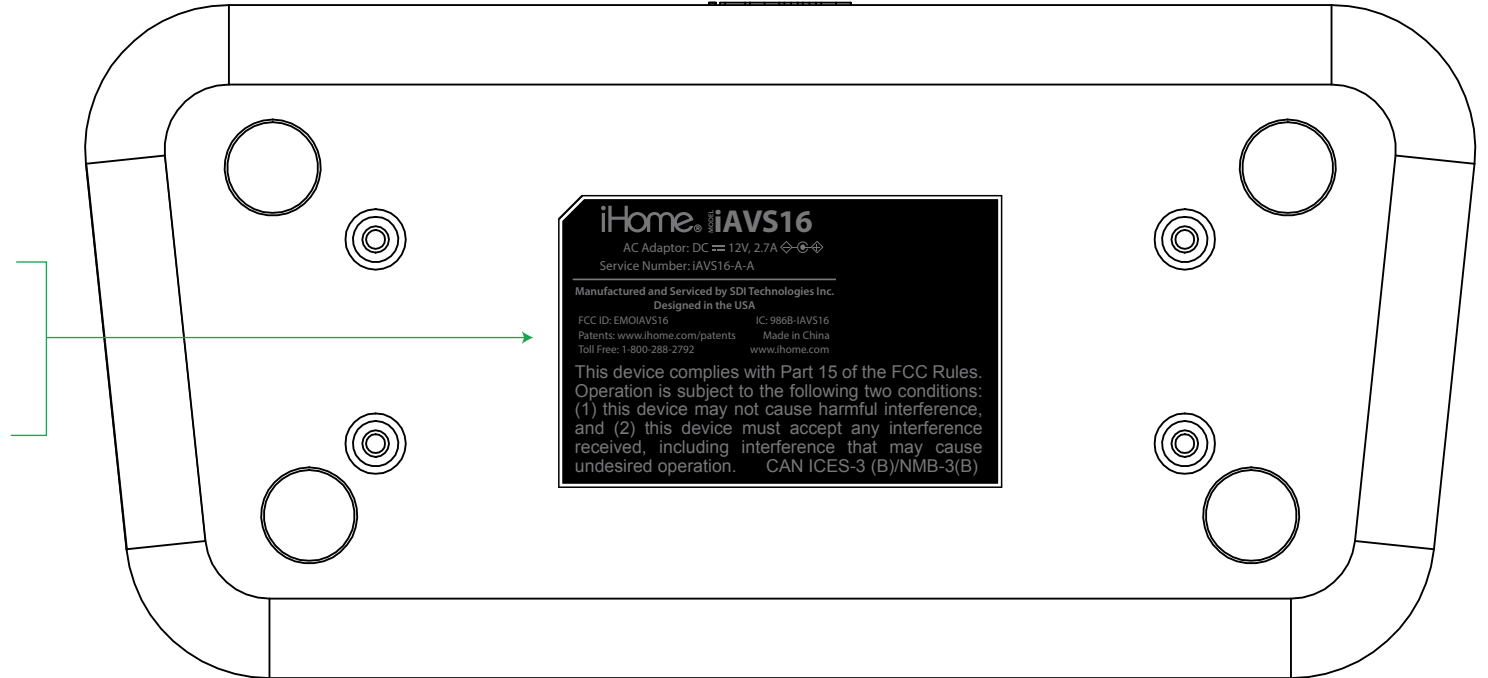 iHome® MODEL iAVS16
AC Adaptor: DC 12V, 2.7A
Service Number: iAVS16-A-A
Manufactured and Serviced by SDI Technologies Inc.
Designed in the USA
FCC ID: EMOIAVS16 IC: 986B-IAVS16
Patents: www.ihome.com/patents Made in China
Toll Free: 1-800-288-2792 www.ihome.com
This device complies with Part 15 of the FCC Rules.
Operation is subject to the following two conditions:
(1) this device may not cause harmful interference,
and (2) this device must accept any interference
received, including interference that may cause
undesired operation. CAN ICES-3 (B)/NMB-3(B)